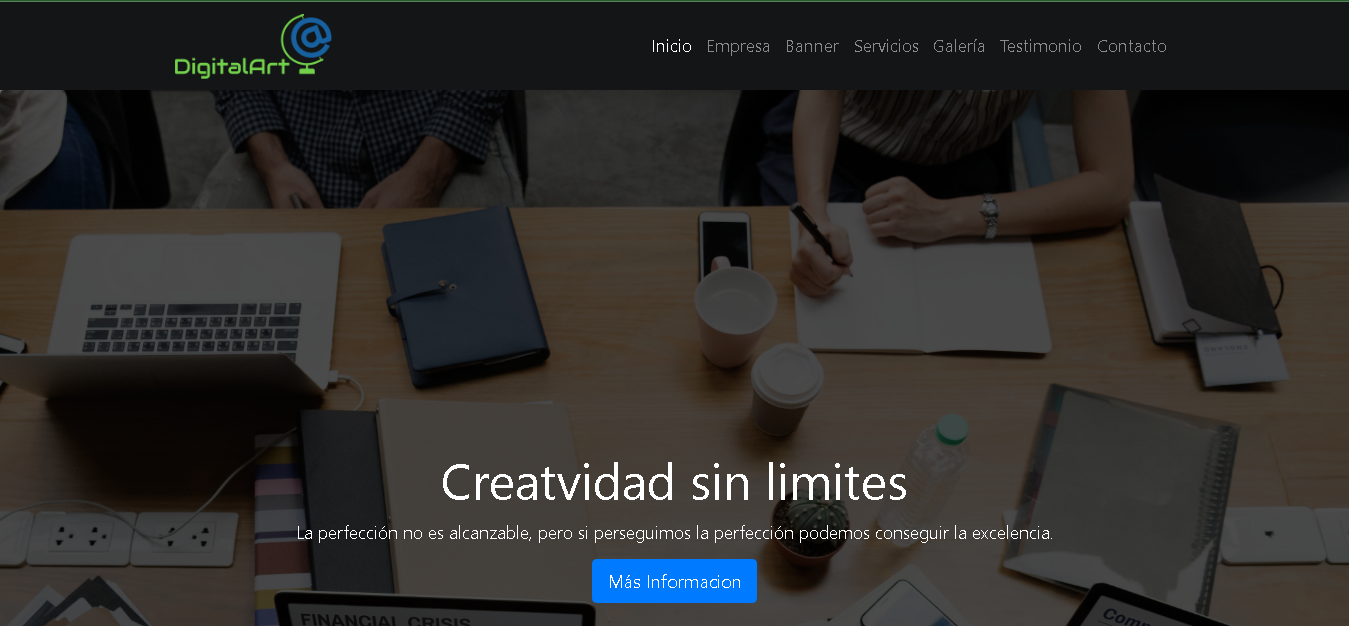 DigitalArt
Inicio Empresa Banner Servicios Galería Testimonio Contacto
Creatvidad sin limites
La perfección no es alcanzable, pero si perseguimos la perfección podemos conseguir la excelencia.
Más Informacion
FINANCIAL CRISIS